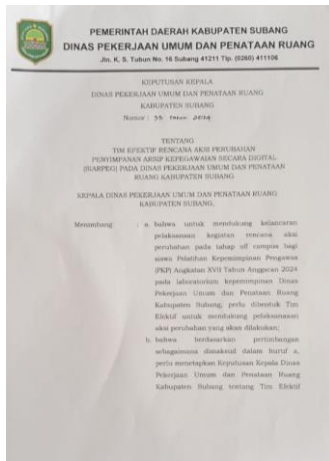 PEMERINTAH DAERAH KABUPATEN SUBANG
DINAS PEKERJAAN UMUM DAN PENATAAN RUANG
Jln. K. S. Tubun No. 16 Subang 41211 Tlp. (0260) 411106
KEPUTUSAN KEPALA
DINAS PEKERJAAN UMUM DAN PENATAAN RUANG
KABUPATEN SUBANG
Nomor : Tahun 2024
TENTANG
TIM EFEKTIF RENCANA AKSI PERUBAHAN
PENYIMPANAN ARSIP KEPEGAWAIAN SECARA DIGITAL
(SIARPEG) PADA DINAS PEKERJAAN UMUM DAN PENATAAN
RUANG KABUPATEN SUBANG
KEPALA DINAS PEKERJAAN UMUM DAN PENATAAN RUANG
KABUPATEN SUBANG,
Menimbang : a. bahwa untuk mendukung kelancaran
pelaksanaan kegiatan rencana aksi
perubahan pada tahap off campus bagi
siswa Pelatihan Kepemimpinan Pengawas
(PKP) Angkatan XVII Tahun Anggaran 2024
pada laboratorium kepemimpinan Dinas
Pekerjaan Umum dan Penataan Ruang
Kabupaten Subang, perlu dibentuk Tim
Efektif untuk mendukung pelaksanaan
aksi perubahan yang akan dilakukan;
b. bahwa berdasarkan pertimbangan
sebagaimana dimaksud dalam huruf a,
perlu menetapkan Keputusan Kepala Dinas
Pekerjaan Umum dan Penataan Ruang
Kabupaten Subang tentang Tim Efektif